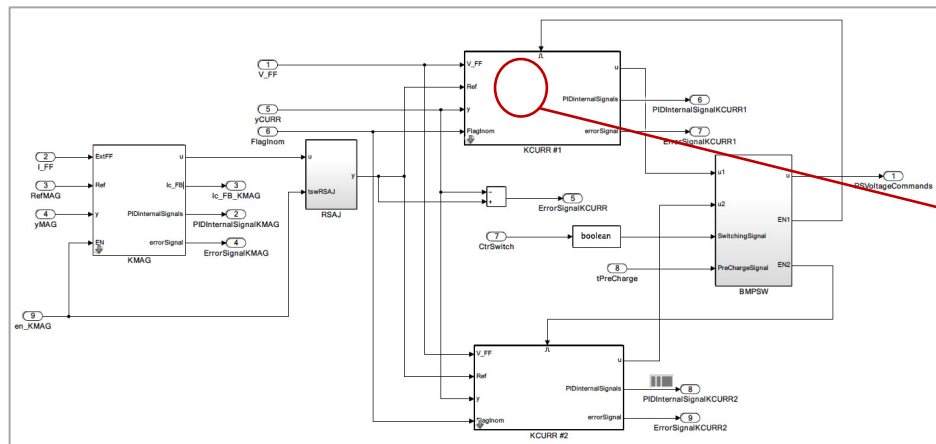 1
V_FF
5
yCURR
6
FlagInom
V_FF
Ref
y
FlagInom
u
PIDInternalSignals
errorSignal
KCURR #1
6
PIDInternalSignalKCURR1
7
ErrorSignalKCURR1
2
I_FF
3
RefMAG
4
yMAG
9
en_KMAG
ExtFF
Ref
y
EN
u
Ic_FB
PIDInternalSignals
errorSignal
KMAG
3
Ic_FB_KMAG
2
PIDInternalSignalKMAG
4
ErrorSignalKMAG
u
tswRSAJ
y
RSAJ
5
ErrorSignalKCURR
7
CtrSwitch
boolean
8
tPreCharge
u1
u2
SwitchingSignal
PreChargeSignal
u
EN1
EN2
BMPSW
1
PSVoltageCommands
V_FF
Ref
y
FlagInom
u
PIDInternalSignals
errorSignal
KCURR #2
8
PIDInternalSignalKCURR2
9
ErrorSignalKCURR2